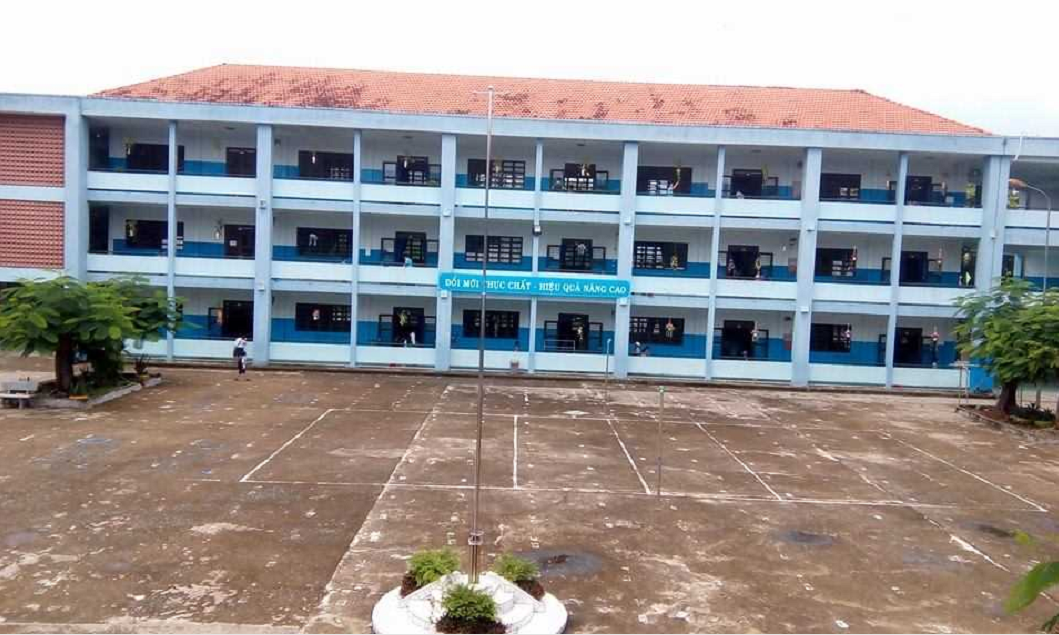 ĐỔI MỚI THỰC CHẤT - HIỆU QUẢ NÂNG CAO